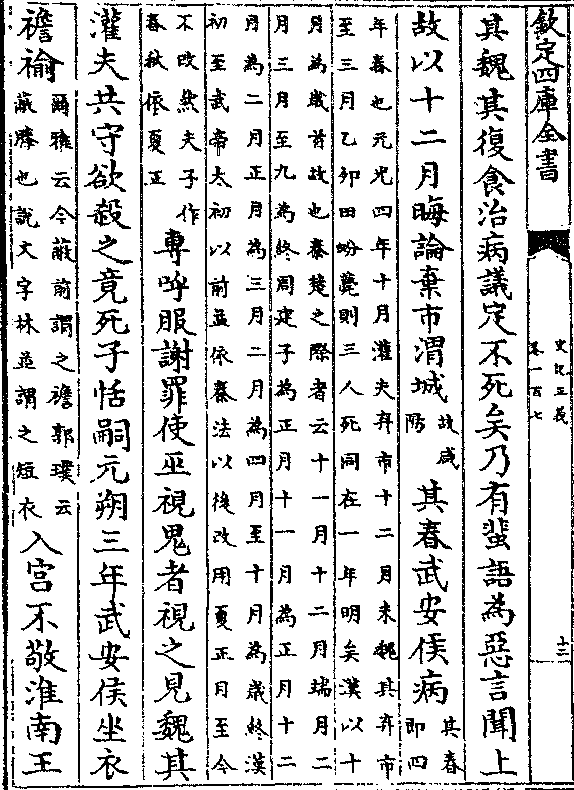 欽定四庫全書
史記正義
卷一百七
十三
其魏其復食治病議定不死矣乃有蜚語為惡言聞上
故以十二月晦論棄市渭城故咸陽其春武安侯病其春即四
年春也元光四年十月灌夫弃市十二月末魏其弃市
至三月乙卯田蚡薨則三人死同在一年明矣漢以十
月為歲首故也秦楚之際者云十一月十二月端月二
月三月至九為終周建子為正月十一月為正月十二
月為二月正月為三月二月為四月至十月為歲終漢
初至武帝太初以前並依秦法以後改用夏正月至今
不改然夫子作春秋依夏正專呼服謝罪使巫視鬼者視之見魏其
灌夫共守欲殺之竟死子恬嗣元朔三年武安侯坐衣
襜褕爾雅云今蔽前謂之襜郭璞云蔽膝也說文字林並謂之短衣入宮不敬淮南王